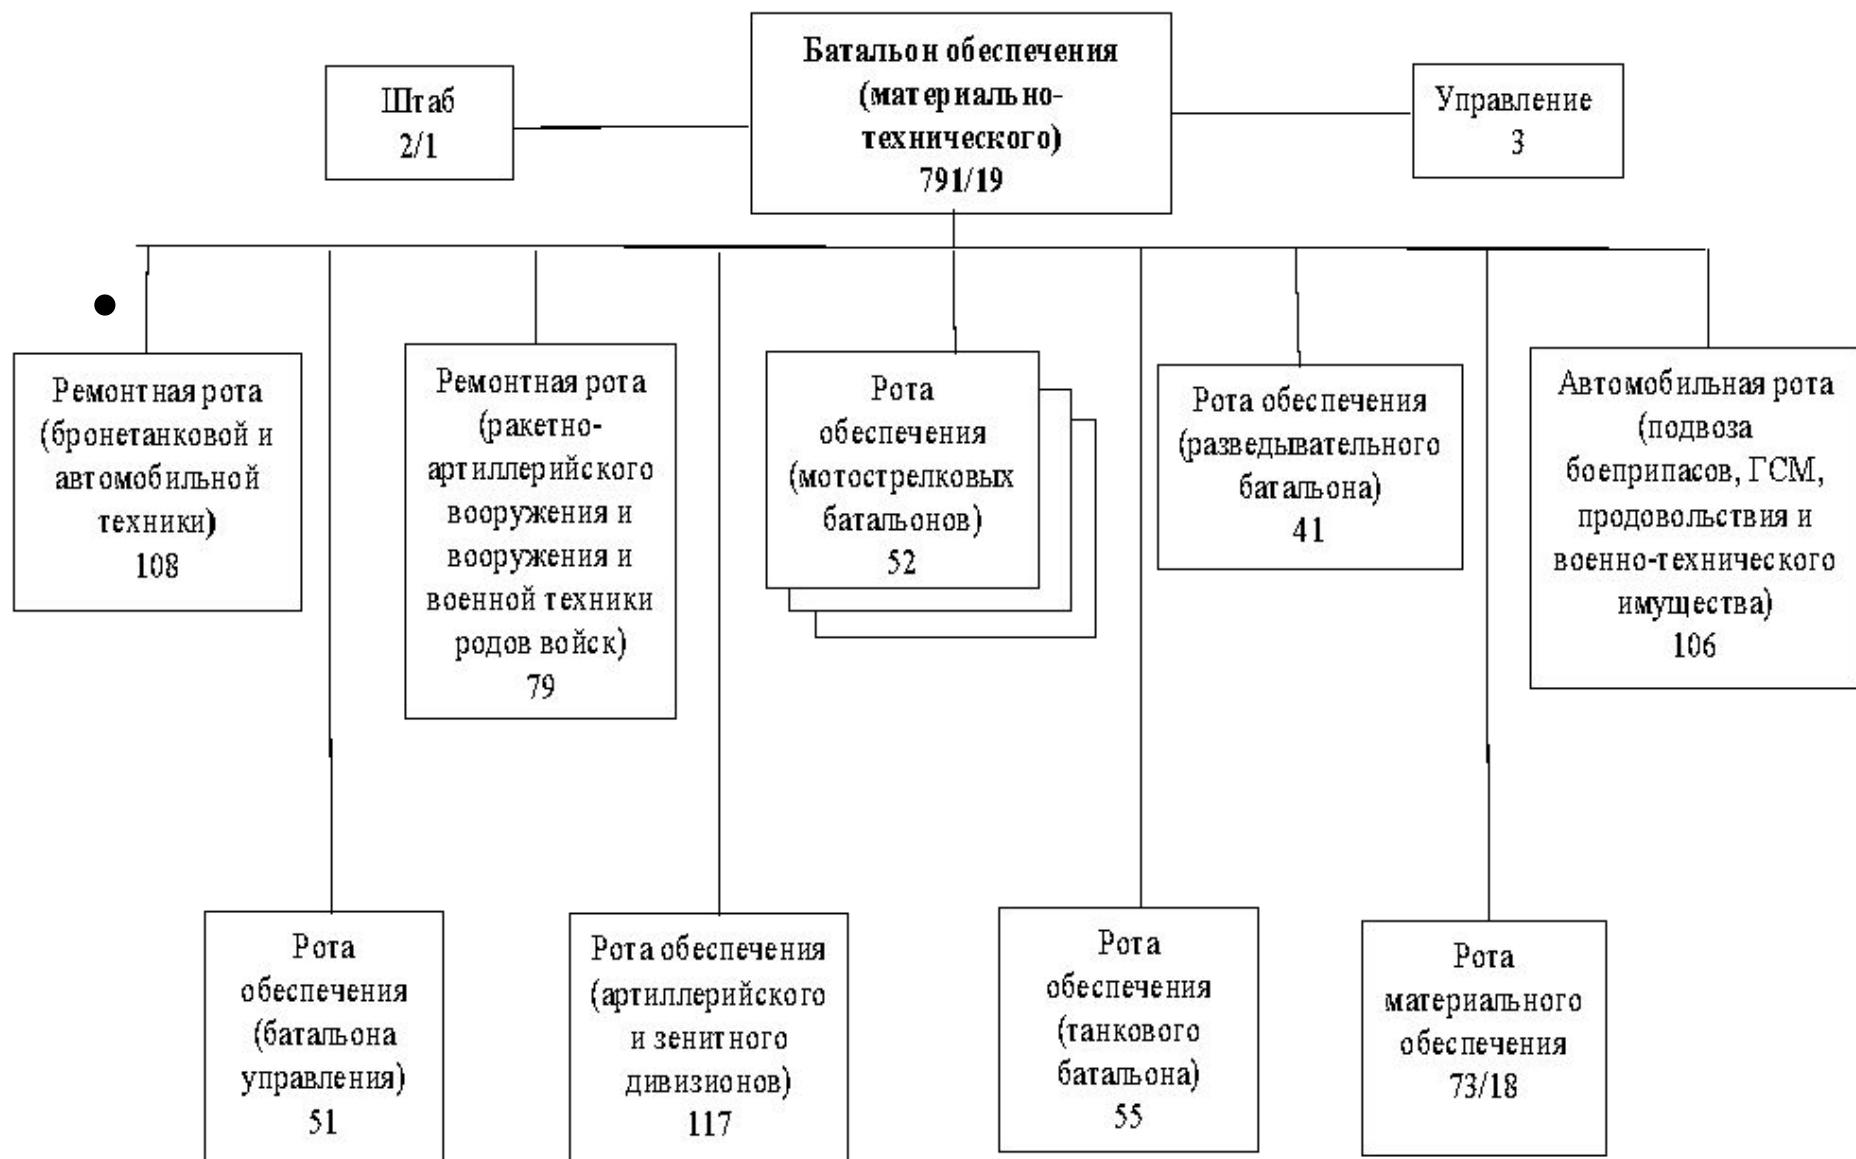 Батальон обеспечения
(материально-
технического)
791/19
Штаб
2/1
Управление
3
Ремонтная рота
(бронетанковой и
автомобильной
техники)
108
Ремонтная рота
(ракетно-
артиллерийского
вооружения и
вооружения и
военной техники
родов войск)
79
Рота
обеспечения
(мотострелковых
батальонов)
52
Рота обеспечения
(разведывательного
батальона)
41
Автомобильная рота
(подвоза
боеприпасов, ГСМ,
продовольствия и
военно-технического
имущества)
106
Рота
обеспечения
(батальона
управления)
51
Рота обеспечения
(артиллерийского
и зенитного
дивизионов)
117
Рота
обеспечения
(танкового
батальона)
55
Рота
материального
обеспечения
73/18